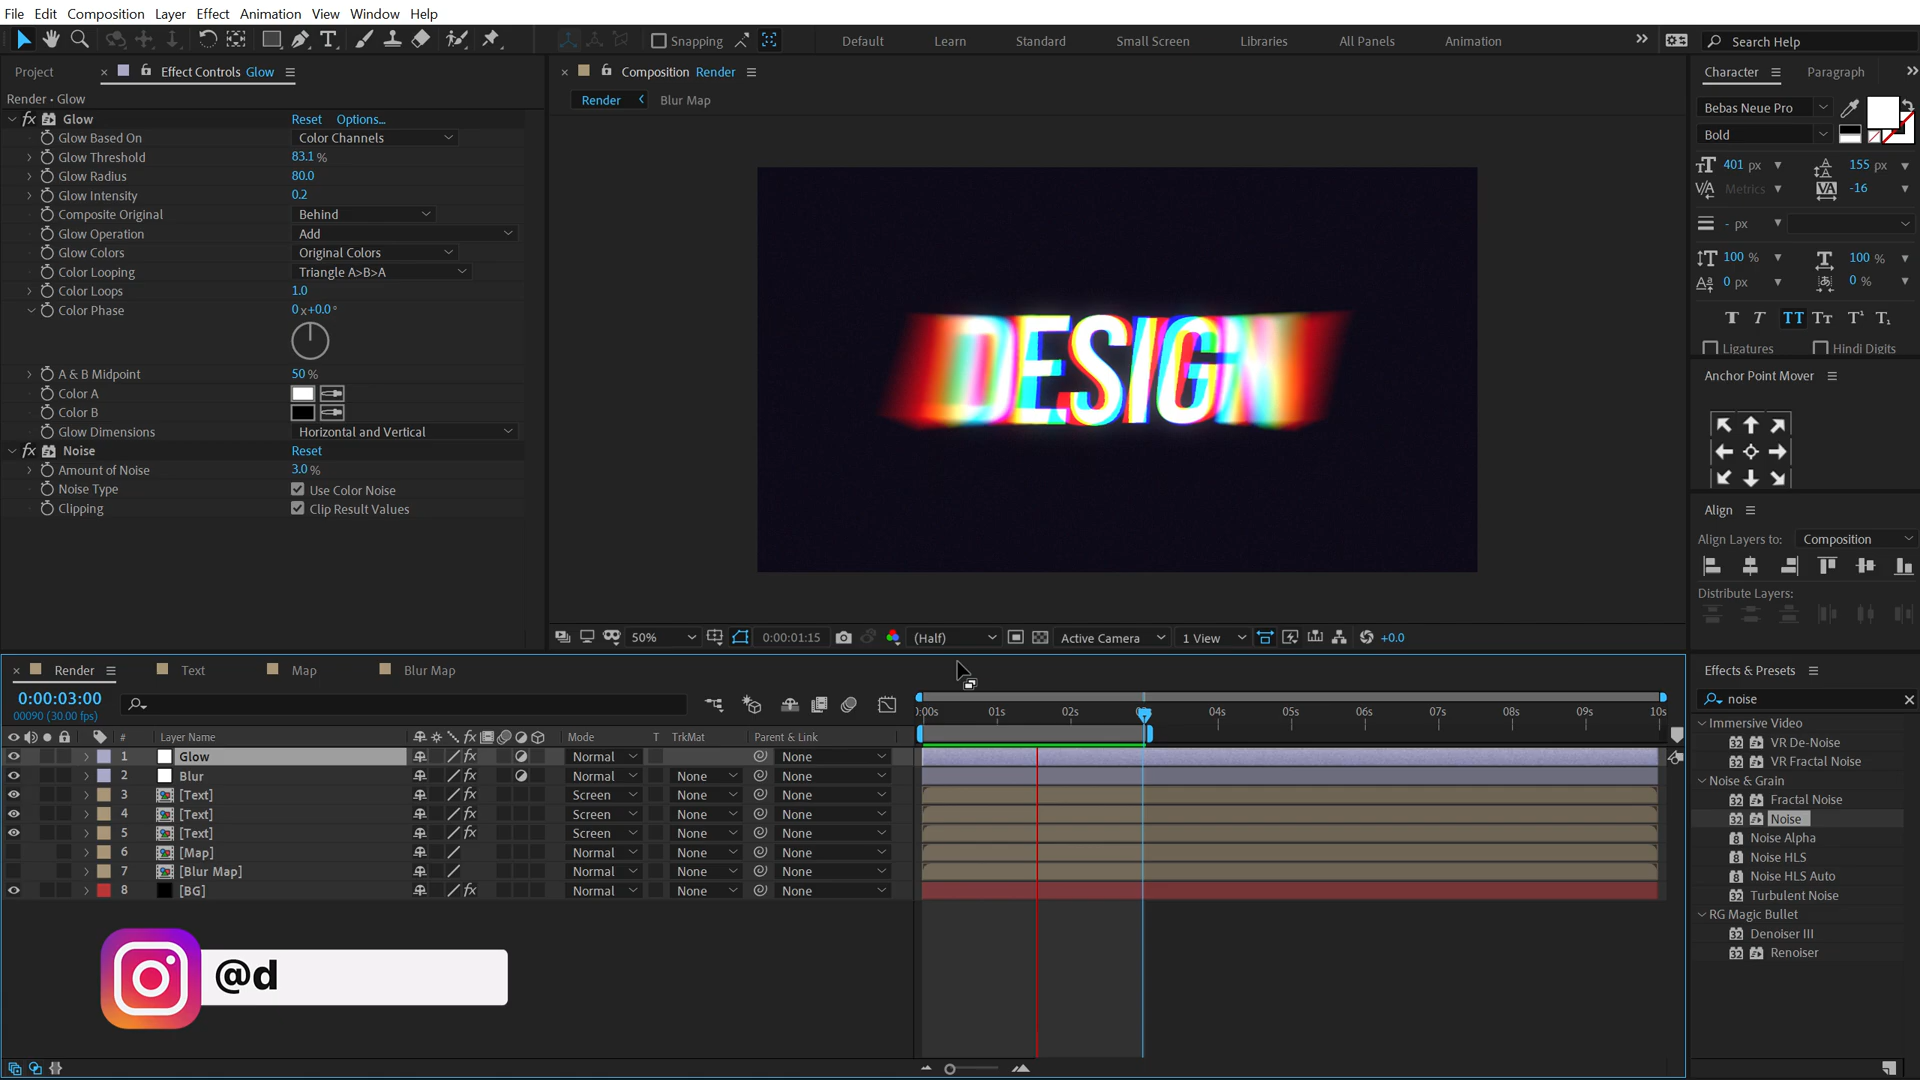 File Edit Composition Layer Effect Animation View Window Help
Snapping Default Learn Standard Small Screen Libraries All Panels Animation Search Help
Project Effect Controls Glow
Composition Render
Character Paragraph
Render • Glow
Render Blur Map
Glow Reset Options...
Glow Based On Color Channels
Glow Threshold 83.1 %
Glow Radius 80.0
Glow Intensity 0.2
Composite Original Behind
Glow Operation Add
Glow Colors Original Colors
Color Looping Triangle A>B>A
Color Loops 1.0
Color Phase 0 x+0.0°
A & B Midpoint 50 %
Color A
Color B
Glow Dimensions Horizontal and Vertical
Noise Reset
Amount of Noise 3.0 %
Noise Type Use Color Noise
Clipping Clip Result Values
DESIGN
Bebas Neue Pro
Bold
401 px 155 px
Metrics -16
- px
100 % 100 %
0 px 0 %
Ligatures Hindi Digits
Anchor Point Mover
Align
Align Layers to: Composition
Distribute Layers:
50% 0:00:01:15 (Half) Active Camera 1 View +0.0
Render Text Map Blur Map
0:00:03:00
00090 (30.00 fps)
# Layer Name Mode T TrkMat Parent & Link
1 Glow Normal None
2 Blur Normal None None
3 [Text] Screen None None
4 [Text] Screen None None
5 [Text] Screen None None
6 [Map] Normal None None
7 [Blur Map] Normal None None
8 [BG] Normal None None
01s 02s 04s 05s 06s 07s 08s 09s 10s
@d
Effects & Presets
noise
Immersive Video
32 VR De-Noise
32 VR Fractal Noise
Noise & Grain
32 Fractal Noise
32 Noise
8 Noise Alpha
8 Noise HLS
8 Noise HLS Auto
32 Turbulent Noise
RG Magic Bullet
32 Denoiser III
32 Renoiser